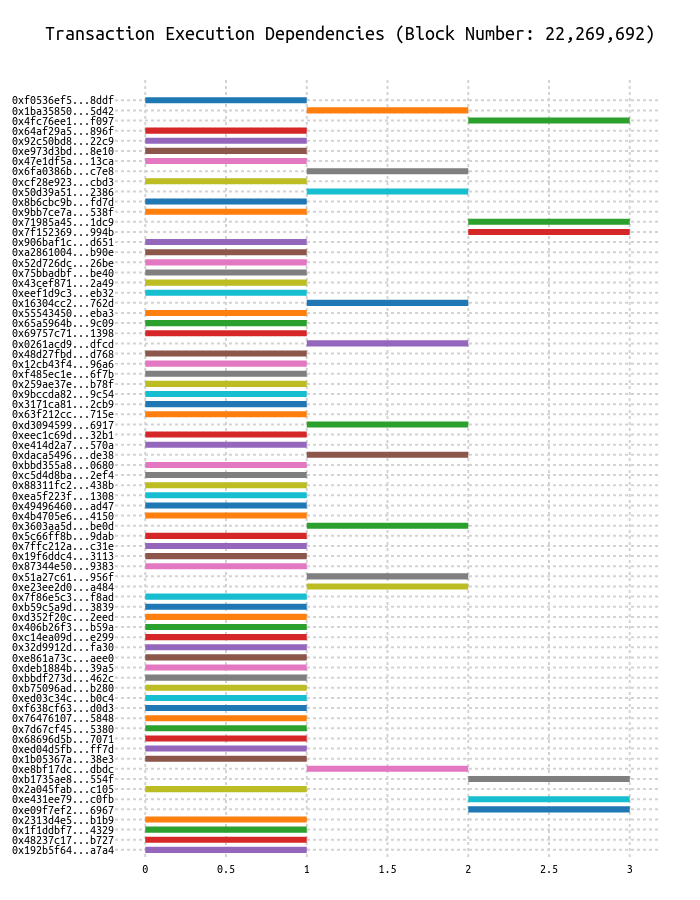 Transaction Execution Dependencies (Block Number: 22,269,692)
0xf0536ef5...8ddf
0x1ba35850...5d42
0x4fc76ee1...f097
0x64af29a5...896f
0x92c50bd8...22c9
0xe973d3bd...8e10
0x47e1df5a...13ca
0x6fa0386b...c7e8
0xcf28e923...cbd3
0x50d39a51...2386
0x8b6cbc9b...fd7d
0x9bb7ce7a...538f
0x71985a45...1dc9
0x7f152369...994b
0x906baf1c...d651
0xa2861004...b90e
0x52d726dc...26be
0x75bbadbf...be40
0x43cef871...2a49
0xeef1d9c3...eb32
0x16304cc2...762d
0x55543450...eba3
0x65a5964b...9c09
0x69757c71...1398
0x0261acd9...dfcd
0x48d27fbd...d768
0x12cb43f4...96a6
0xf485ec1e...6f7b
0x259ae37e...b78f
0x9bccda82...9c54
0x3171ca81...2cb9
0x63f212cc...715e
0xd3094599...6917
0xeec1c69d...32b1
0xe414d2a7...570a
0xdaca5496...de38
0xbbd355a8...0680
0xc5d4d8ba...2ef4
0x88311fc2...438b
0xea5f223f...1308
0x49496460...ad47
0x4b4705e6...4150
0x3603aa5d...be0d
0x5c66ff8b...9dab
0x7ffc212a...c31e
0x19f6ddc4...3113
0x87344e50...9383
0x51a27c61...956f
0xe23ee2d0...a484
0x7f86e5c3...f8ad
0xb59c5a9d...3839
0xd352f20c...2eed
0x406b26f3...b59a
0xc14ea09d...e299
0x32d9912d...fa30
0xe861a73c...aee0
0xdeb1884b...39a5
0xbbdf273d...462c
0xb75096ad...b280
0xed03c34c...b0c4
0xf638cf63...d0d3
0x76476107...5848
0x7d67cf45...5380
0x68696d5b...7071
0xed04d5fb...ff7d
0x1b05367a...38e3
0xe8bf17dc...dbdc
0xb1735ae8...554f
0x2a045fab...c105
0xe431ee79...c0fb
0xe09f7ef2...6967
0x2313d4e5...b1b9
0x1f1ddbf7...4329
0x48237c17...b727
0x192b5f64...a7a4
0 0.5 1 1.5 2 2.5 3